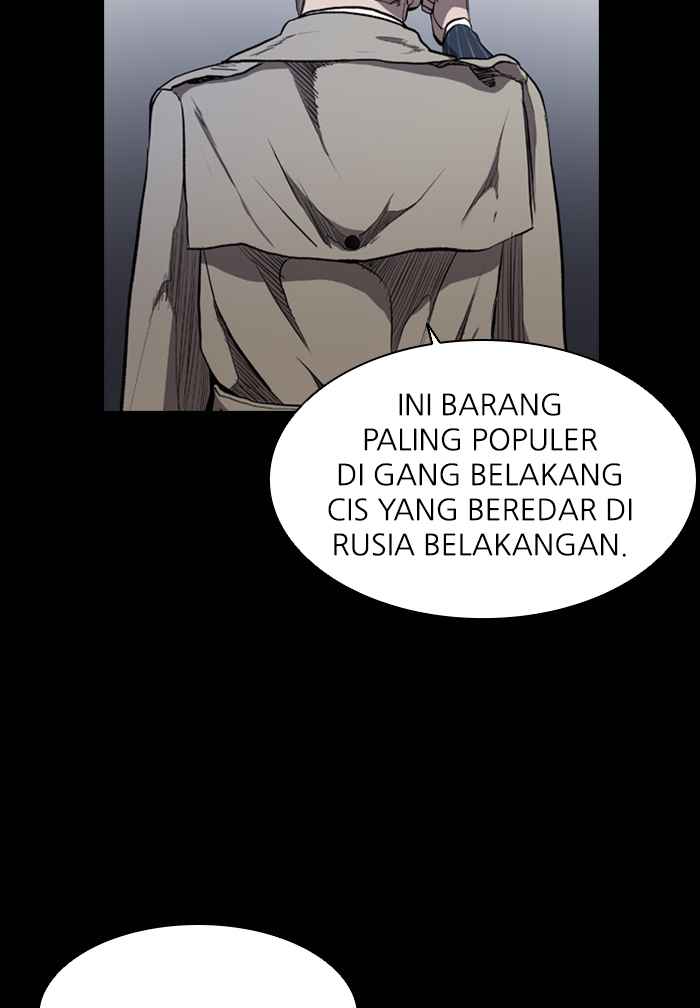 INI BARANG
PALING POPULER
DI GANG BELAKANG
CIS YANG BEREDAR DI
RUSIA BELAKANGAN.